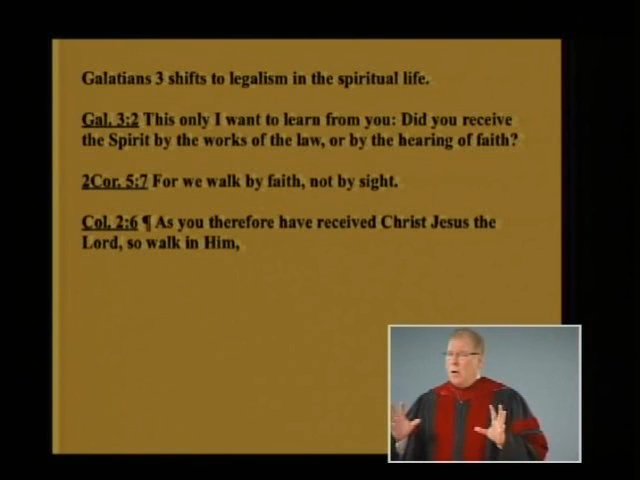 Galatians 3 shifts to legalism in the spiritual life.
Gal. 3:2 This only I want to learn from you: Did you receive
the Spirit by the works of the law, or by the hearing of faith?
2Cor. 5:7 For we walk by faith, not by sight.
Col. 2:6 ¶ As you therefore have received Christ Jesus the
Lord, so walk in Him,